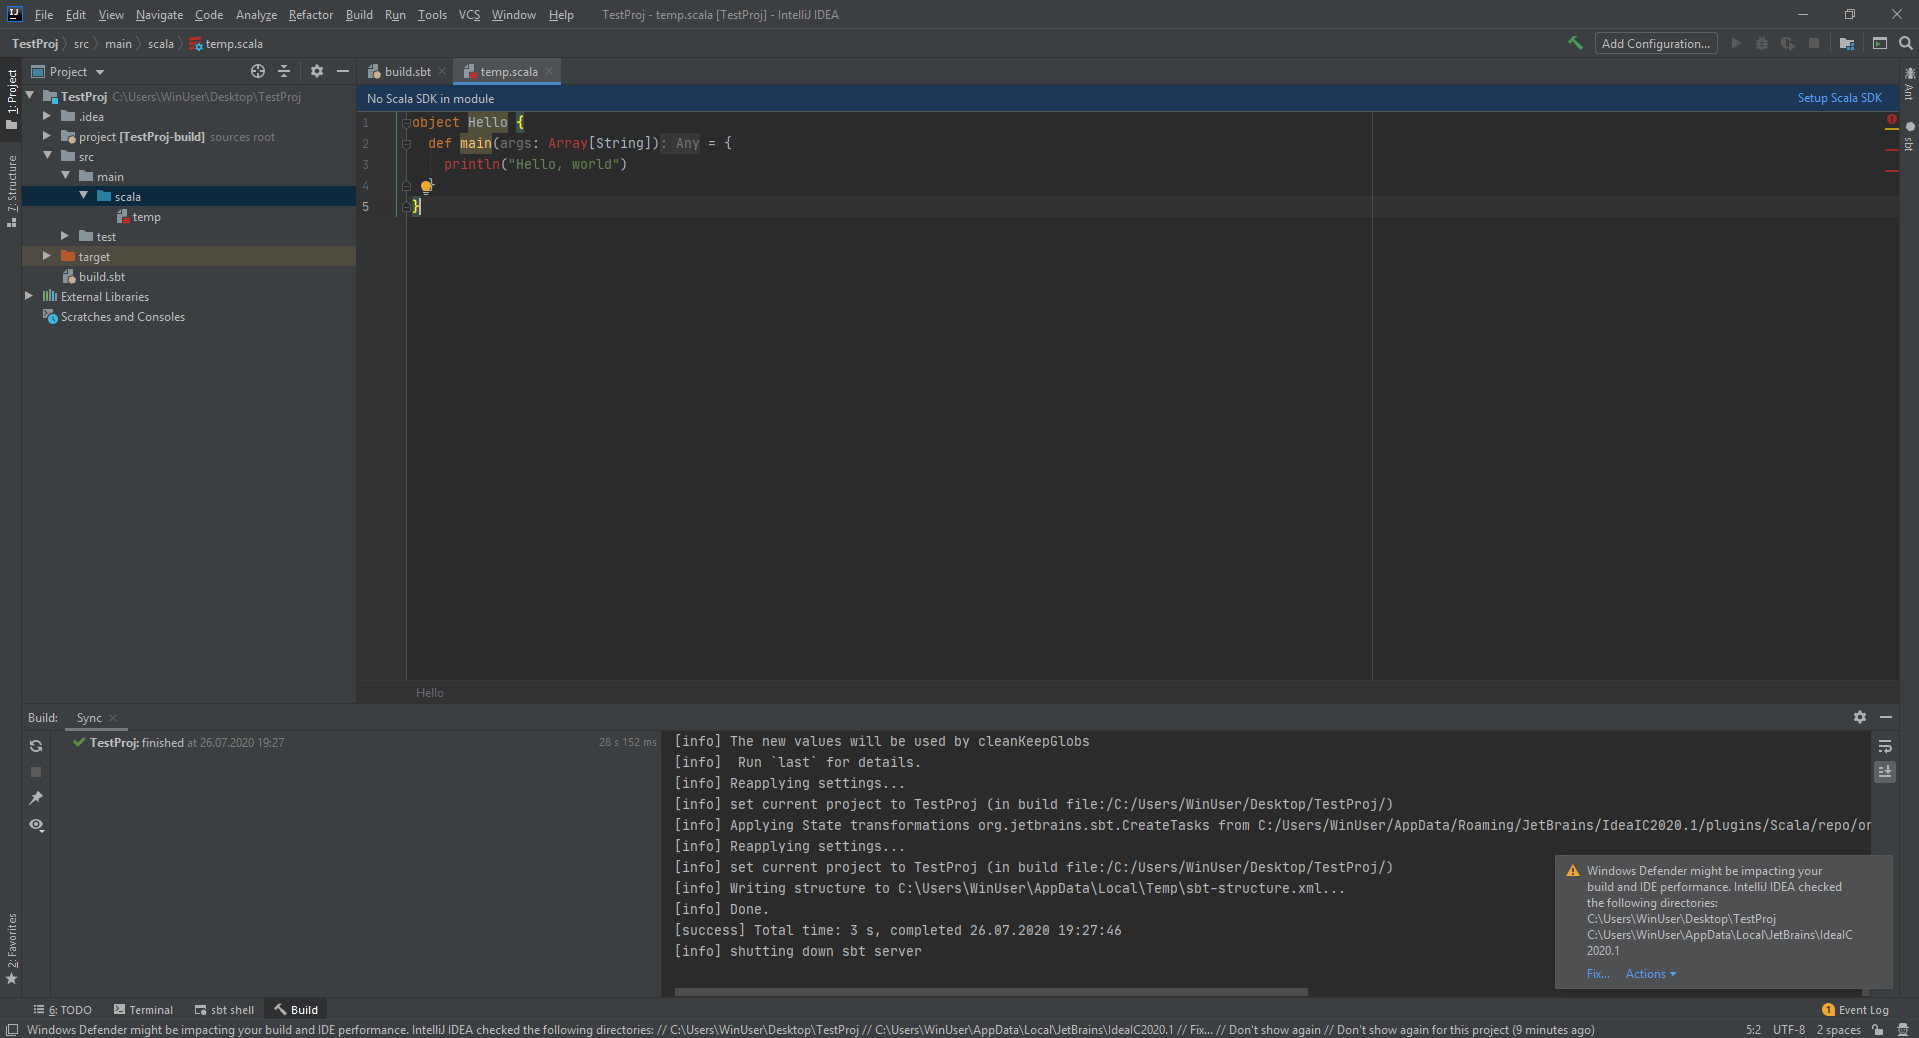 IJ File Edit View Navigate Code Analyze Refactor Build Run Tools VCS Window Help TestProj - temp.scala [TestProj] - IntelliJ IDEA
TestProj src main scala temp.scala Add Configuration...
1: Project
7: Structure
2: Favorites
Project
TestProj C:\Users\WinUser\Desktop\TestProj
.idea
project [TestProj-build] sources root
src
main
scala
temp
test
target
build.sbt
External Libraries
Scratches and Consoles
build.sbt temp.scala
No Scala SDK in module Setup Scala SDK
1 object Hello {
2 def main(args: Array[String]): Any = {
3 println("Hello, world")
4 }
5 }
Hello
Ant
sbt
Build: Sync
TestProj: finished at 26.07.2020 19:27 28 s 152 ms
[info] The new values will be used by cleanKeepGlobs
[info]  Run `last` for details.
[info] Reapplying settings...
[info] set current project to TestProj (in build file:/C:/Users/WinUser/Desktop/TestProj/)
[info] Applying State transformations org.jetbrains.sbt.CreateTasks from C:/Users/WinUser/AppData/Roaming/JetBrains/IdeaIC2020.1/plugins/Scala/repo/or
[info] Reapplying settings...
[info] set current project to TestProj (in build file:/C:/Users/WinUser/Desktop/TestProj/)
[info] Writing structure to C:\Users\WinUser\AppData\Local\Temp\sbt-structure.xml...
[info] Done.
[success] Total time: 3 s, completed 26.07.2020 19:27:46
[info] shutting down sbt server
Windows Defender might be impacting your
build and IDE performance. IntelliJ IDEA checked
the following directories:
C:\Users\WinUser\Desktop\TestProj
C:\Users\WinUser\AppData\Local\JetBrains\IdeaIC
2020.1
Fix... Actions
6: TODO Terminal sbt shell Build 1 Event Log
Windows Defender might be impacting your build and IDE performance. IntelliJ IDEA checked the following directories: // C:\Users\WinUser\Desktop\TestProj // C:\Users\WinUser\AppData\Local\JetBrains\IdeaIC2020.1 // Fix... // Don't show again // Don't show again for this project (9 minutes ago) 5:2 UTF-8 2 spaces